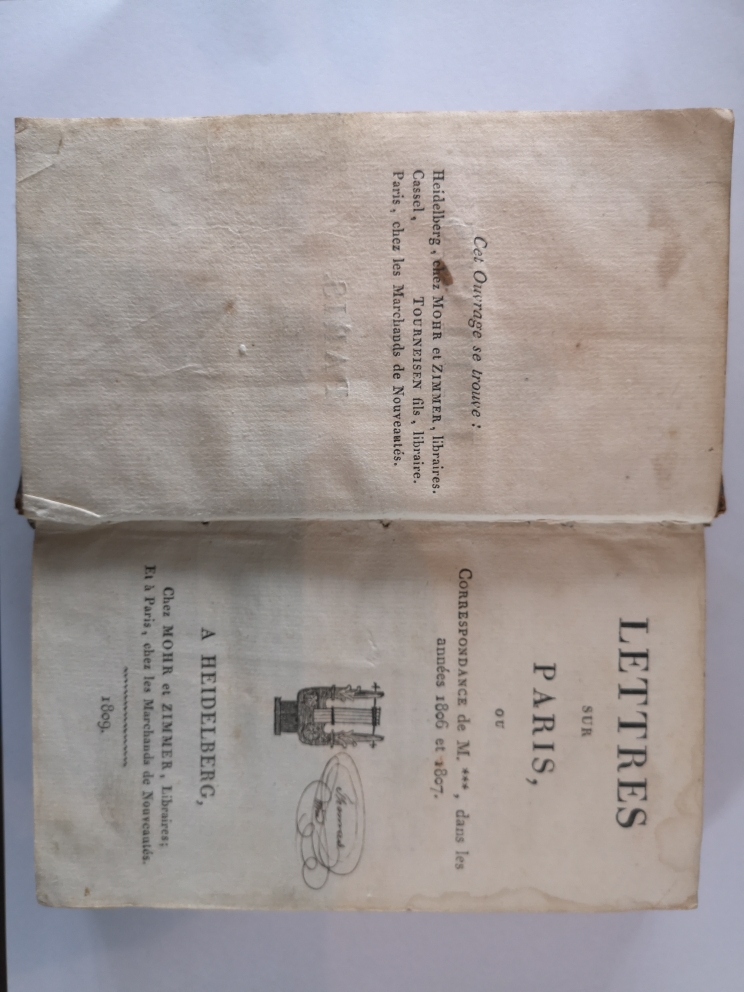 Cet Ouvrage se trouve :
Heidelberg, chez MOHR et ZIMMER, libraires.
Cassel, TOURNEISEN fils, libraire.
Paris, chez les Marchands de Nouveautés.
LETTRES
SUR
PARIS,
OU
CORRESPONDANCE de M. ***, dans les
années 1806 et 1807.
A HEIDELBERG,
Chez MOHR et ZIMMER, Libraires;
Et à Paris, chez les Marchands de Nouveautés.
1809.